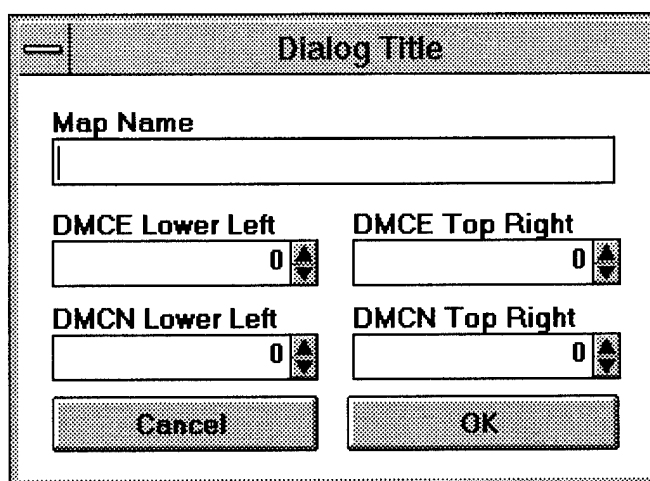 Dialog Title
Map Name
DMCE Lower Left DMCE Top Right
0 0
DMCN Lower Left DMCN Top Right
0 0
Cancel OK